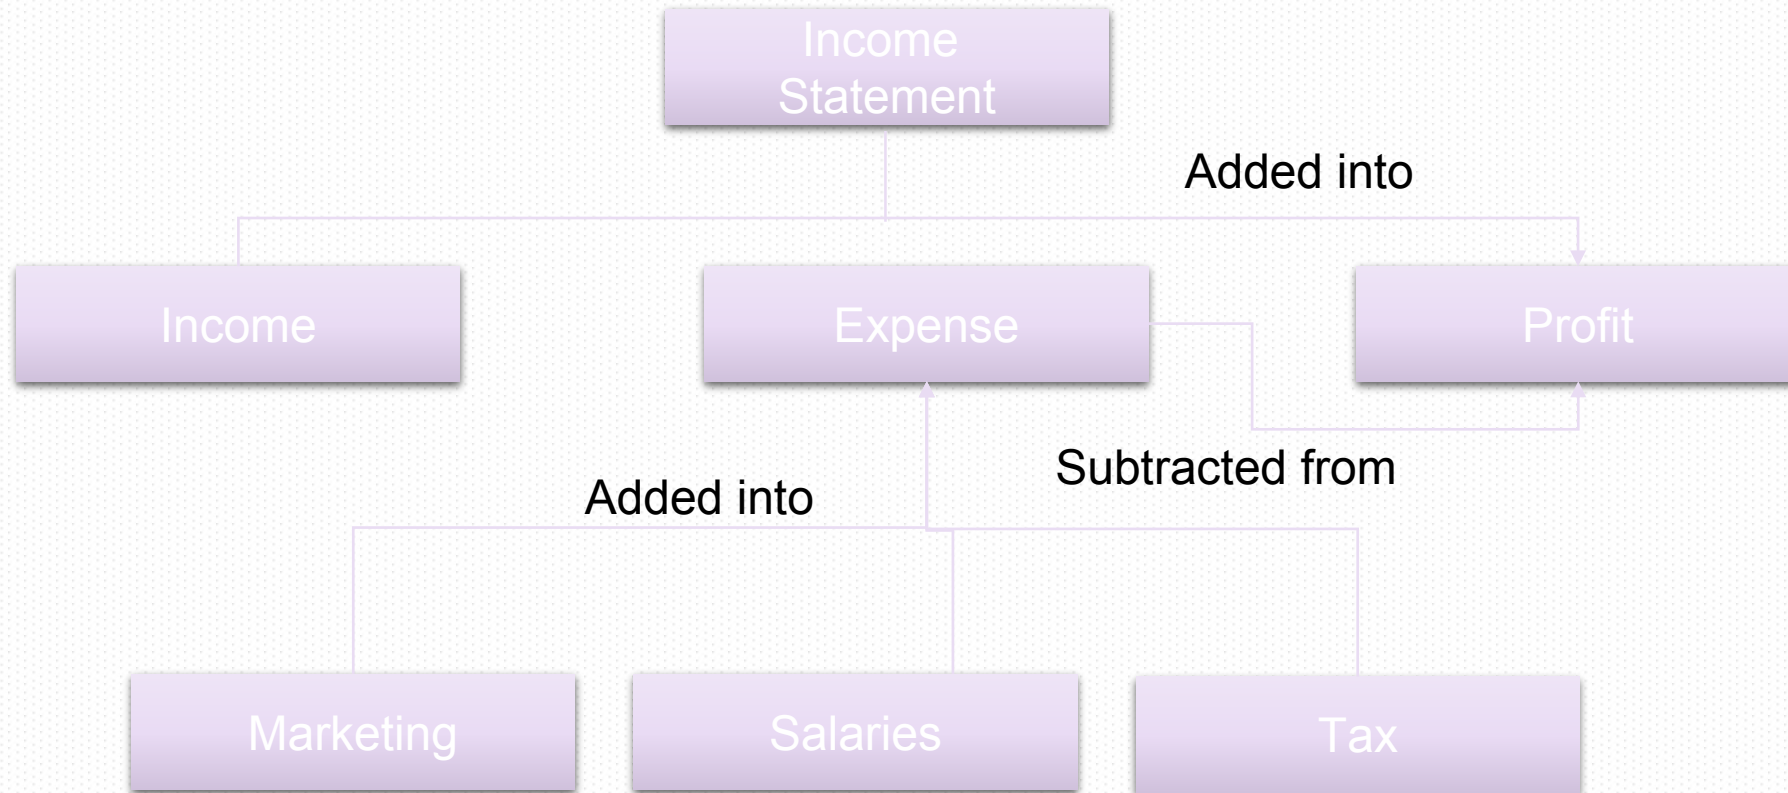 Income
Statement
Added into
Income
Expense
Profit
Subtracted from
Added into
Marketing
Salaries
Tax